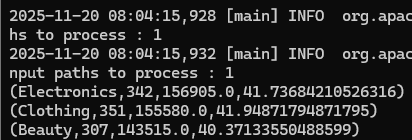 2025-11-20 08:04:15,928 [main] INFO  org.apac
hs to process : 1
2025-11-20 08:04:15,932 [main] INFO  org.apac
nput paths to process : 1
(Electronics,342,156905.0,41.73684210526316)
(Clothing,351,155580.0,41.94871794871795)
(Beauty,307,143515.0,40.37133550488599)